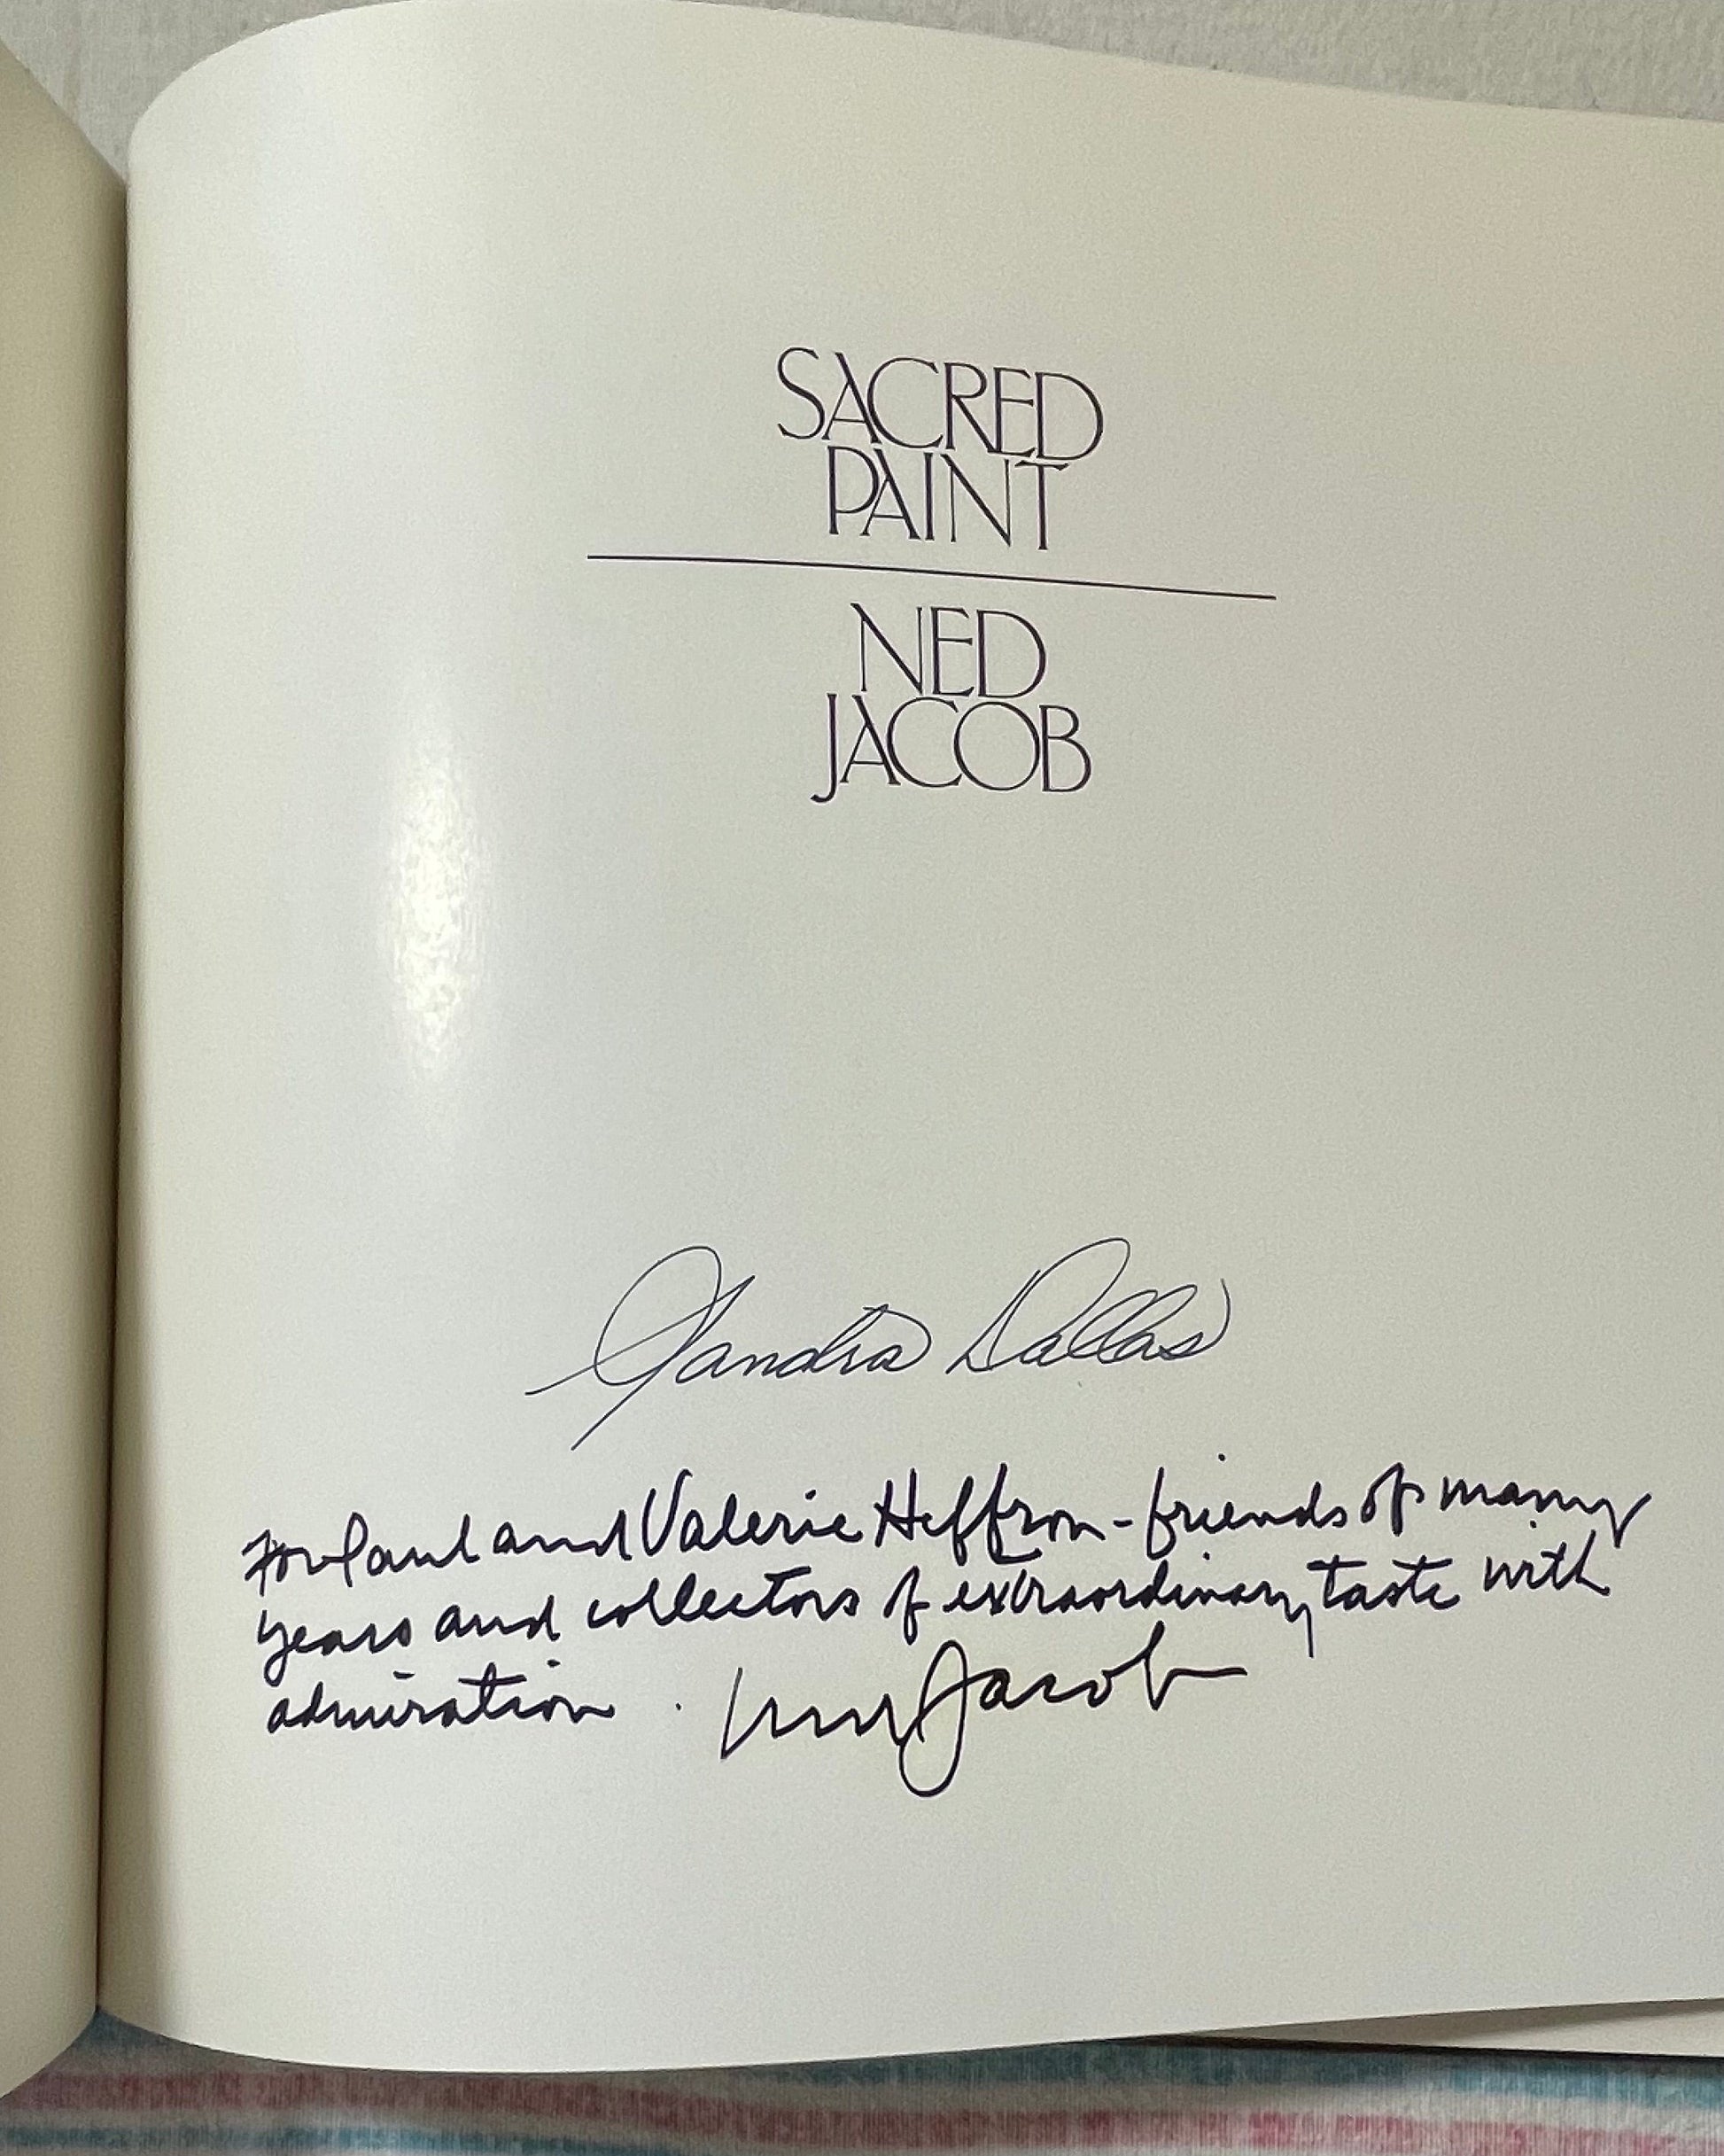 SACRED
PAINT
NED
JACOB
Sandra Dallas
For Paul and Valerie Heffron - friends of many
years and collectors of extraordinary taste with
admiration. Ned Jacob